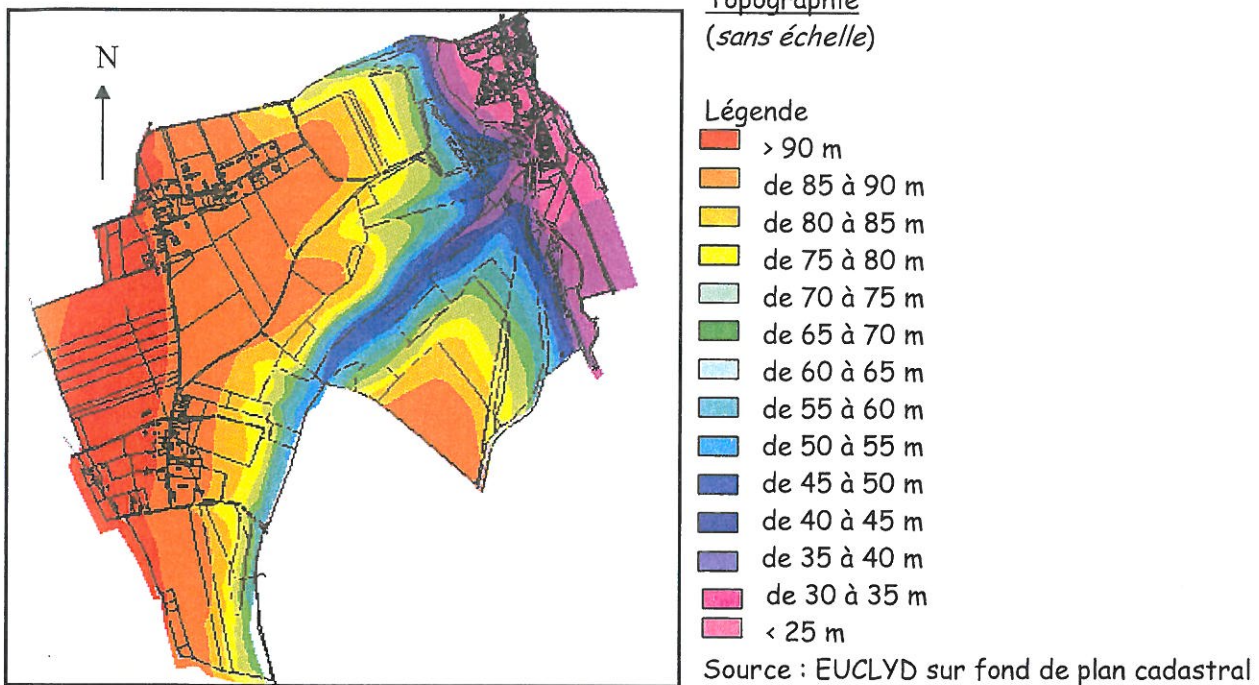 Topographie
(sans échelle)
N
Légende
> 90 m
de 85 à 90 m
de 80 à 85 m
de 75 à 80 m
de 70 à 75 m
de 65 à 70 m
de 60 à 65 m
de 55 à 60 m
de 50 à 55 m
de 45 à 50 m
de 40 à 45 m
de 35 à 40 m
de 30 à 35 m
< 25 m
Source : EUCLYD sur fond de plan cadastral